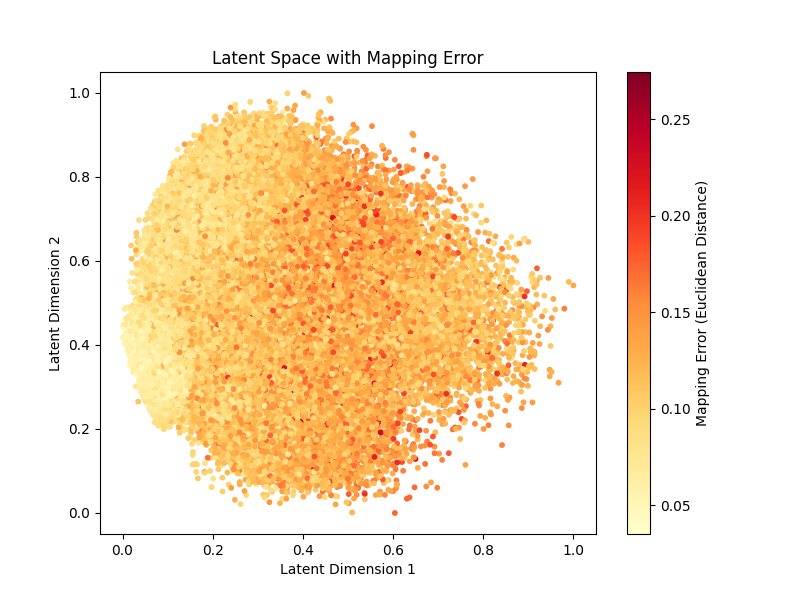 Latent Space with Mapping Error
Latent Dimension 2
1.0
0.8
0.6
0.4
0.2
0.0
0.0 0.2 0.4 0.6 0.8 1.0
Latent Dimension 1
0.25
0.20
0.15
0.10
0.05
Mapping Error (Euclidean Distance)